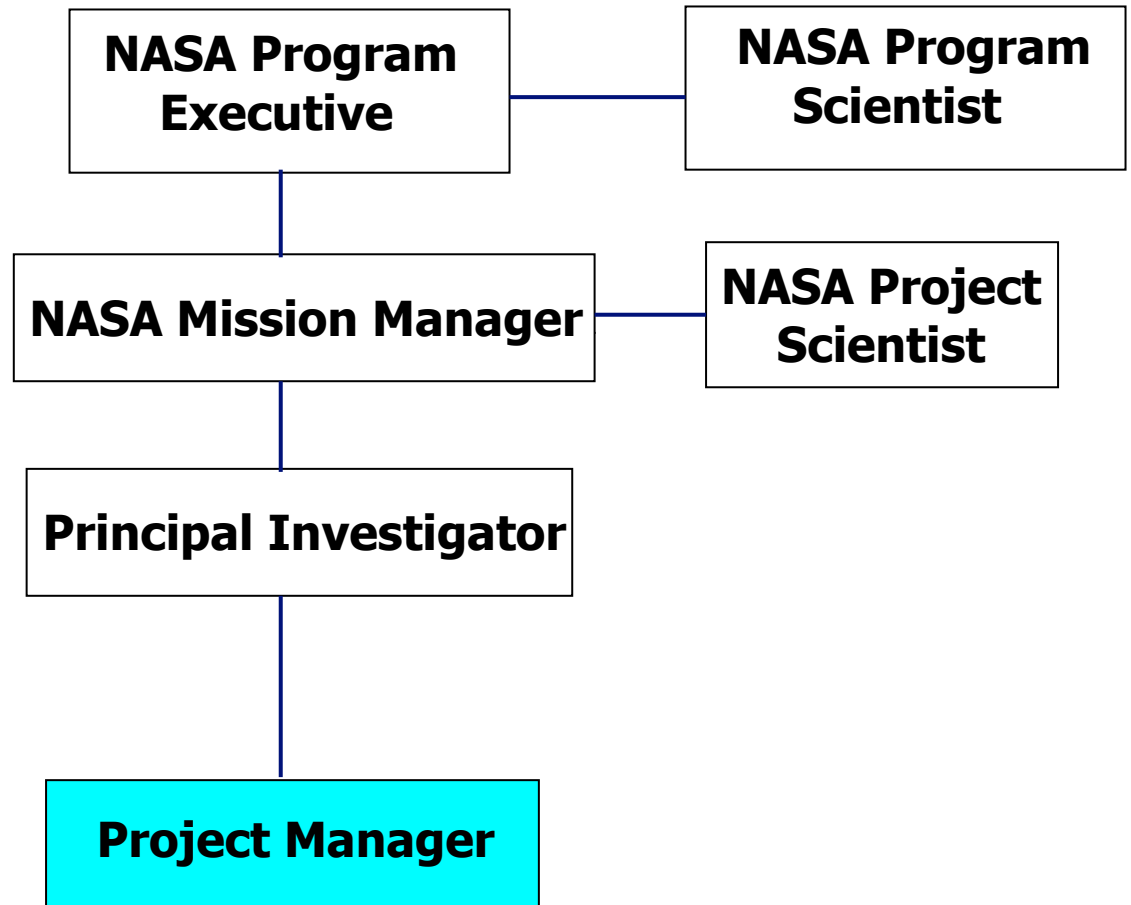 NASA Program
Executive
NASA Program
Scientist
NASA Mission Manager
NASA Project
Scientist
Principal Investigator
Project Manager